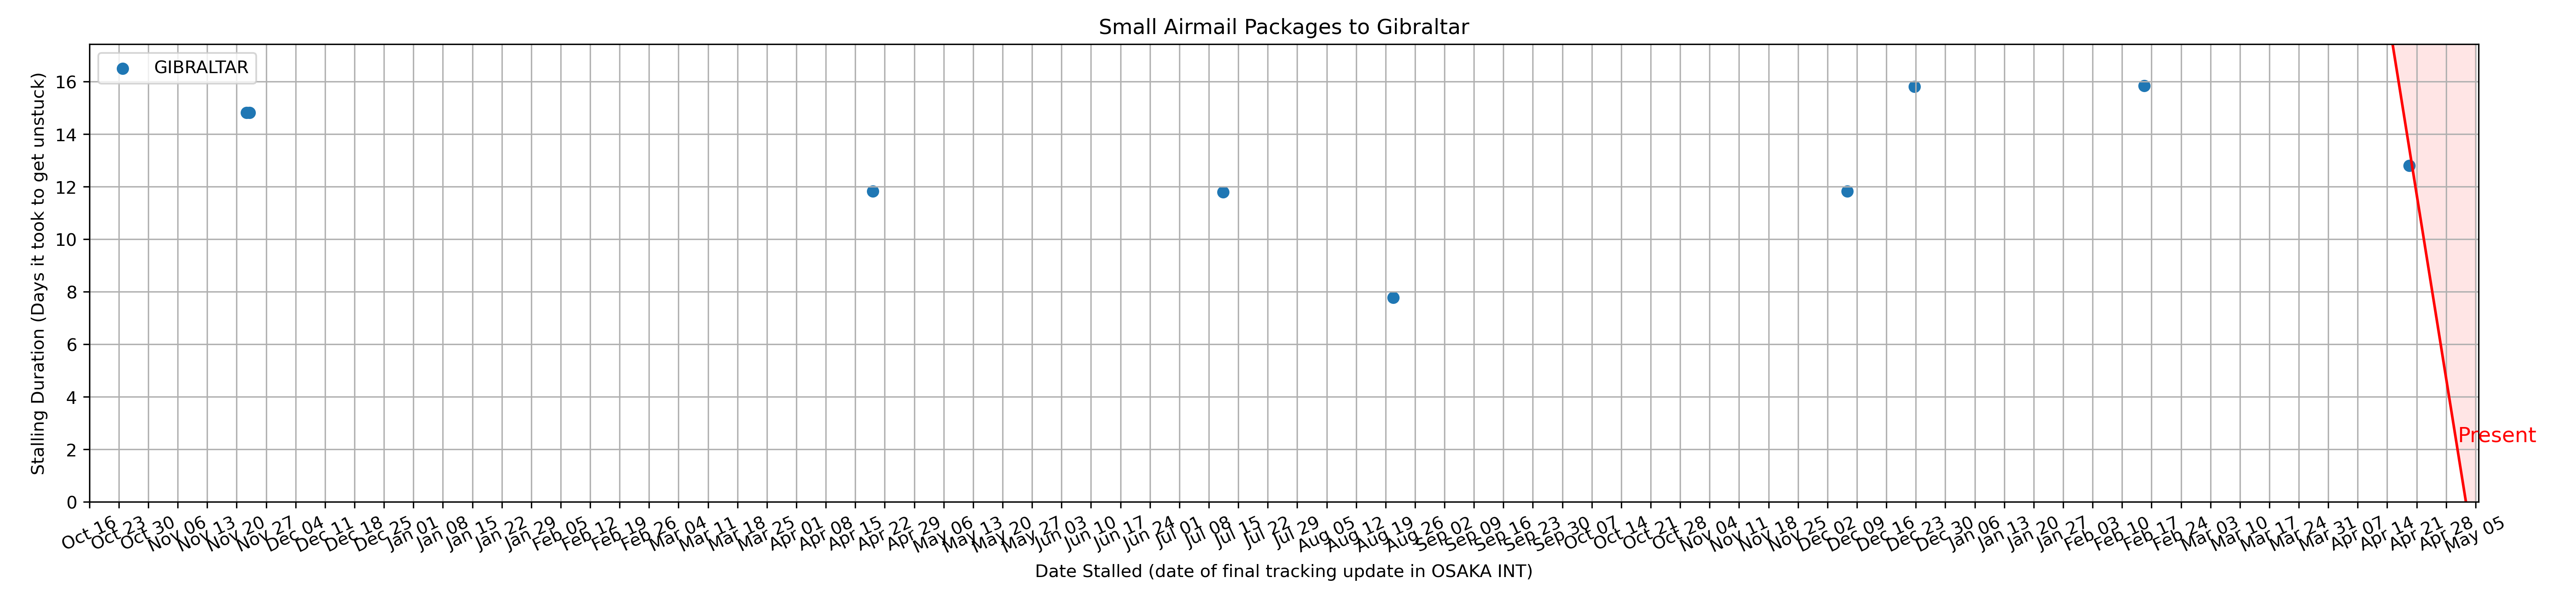 Small Airmail Packages to Gibraltar
GIBRALTAR
Stalling Duration (Days it took to get unstuck)
16
14
12
10
8
6
4
2
0
Present
Oct 16
Oct 23
Oct 30
Nov 06
Nov 13
Nov 20
Nov 27
Dec 04
Dec 11
Dec 18
Dec 25
Jan 01
Jan 08
Jan 15
Jan 22
Jan 29
Feb 05
Feb 12
Feb 19
Feb 26
Mar 04
Mar 11
Mar 18
Mar 25
Apr 01
Apr 08
Apr 15
Apr 22
Apr 29
May 06
May 13
May 20
May 27
Jun 03
Jun 10
Jun 17
Jun 24
Jul 01
Jul 08
Jul 15
Jul 22
Jul 29
Aug 05
Aug 12
Aug 19
Aug 26
Sep 02
Sep 09
Sep 16
Sep 23
Sep 30
Oct 07
Oct 14
Oct 21
Oct 28
Nov 04
Nov 11
Nov 18
Nov 25
Dec 02
Dec 09
Dec 16
Dec 23
Dec 30
Jan 06
Jan 13
Jan 20
Jan 27
Feb 03
Feb 10
Feb 17
Feb 24
Mar 03
Mar 10
Mar 17
Mar 24
Mar 31
Apr 07
Apr 14
Apr 21
Apr 28
May 05
Date Stalled (date of final tracking update in OSAKA INT)